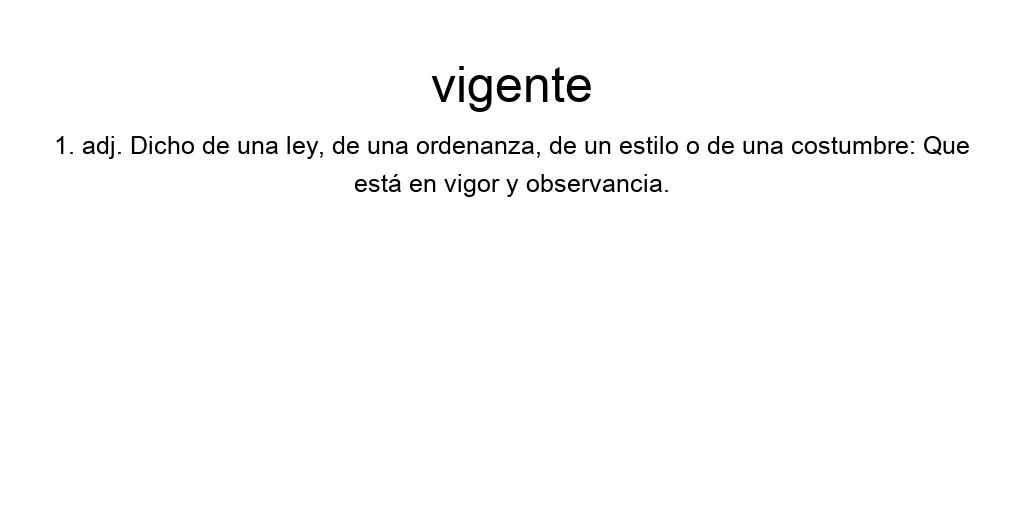 vigente
1. adj. Dicho de una ley, de una ordenanza, de un estilo o de una costumbre: Que
está en vigor y observancia.